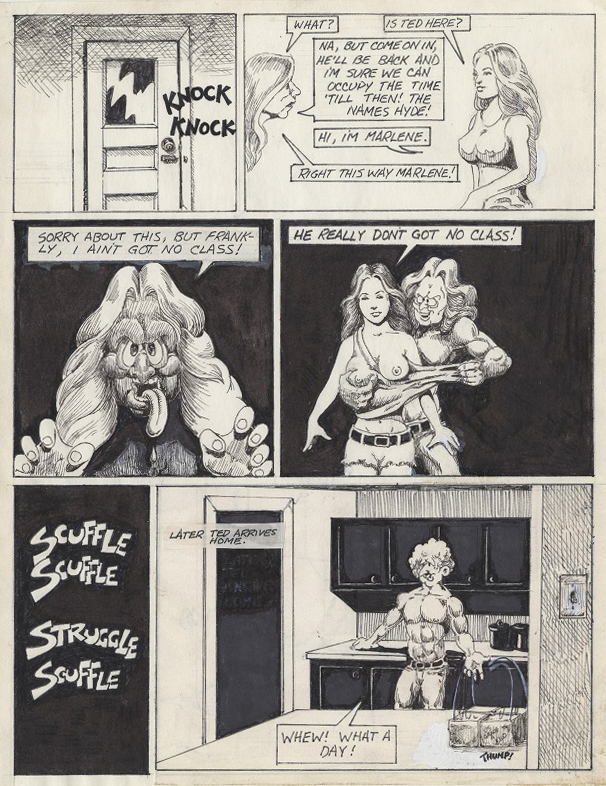 KNOCK
KNOCK
WHAT?
IS TED HERE?
NA, BUT COME ON IN,
HE'LL BE BACK AND
I'M SURE WE CAN
OCCUPY THE TIME
'TILL THEN! THE
NAMES HYDE!
HI, I'M MARLENE.
RIGHT THIS WAY MARLENE!
SORRY ABOUT THIS, BUT FRANK-
LY, I AIN'T GOT NO CLASS!
HE REALLY DON'T GOT NO CLASS!
SCUFFLE
SCUFFLE
STRUGGLE
SCUFFLE
LATER TED ARRIVES
HOME.
WHEW! WHAT A
DAY!
THUMP!